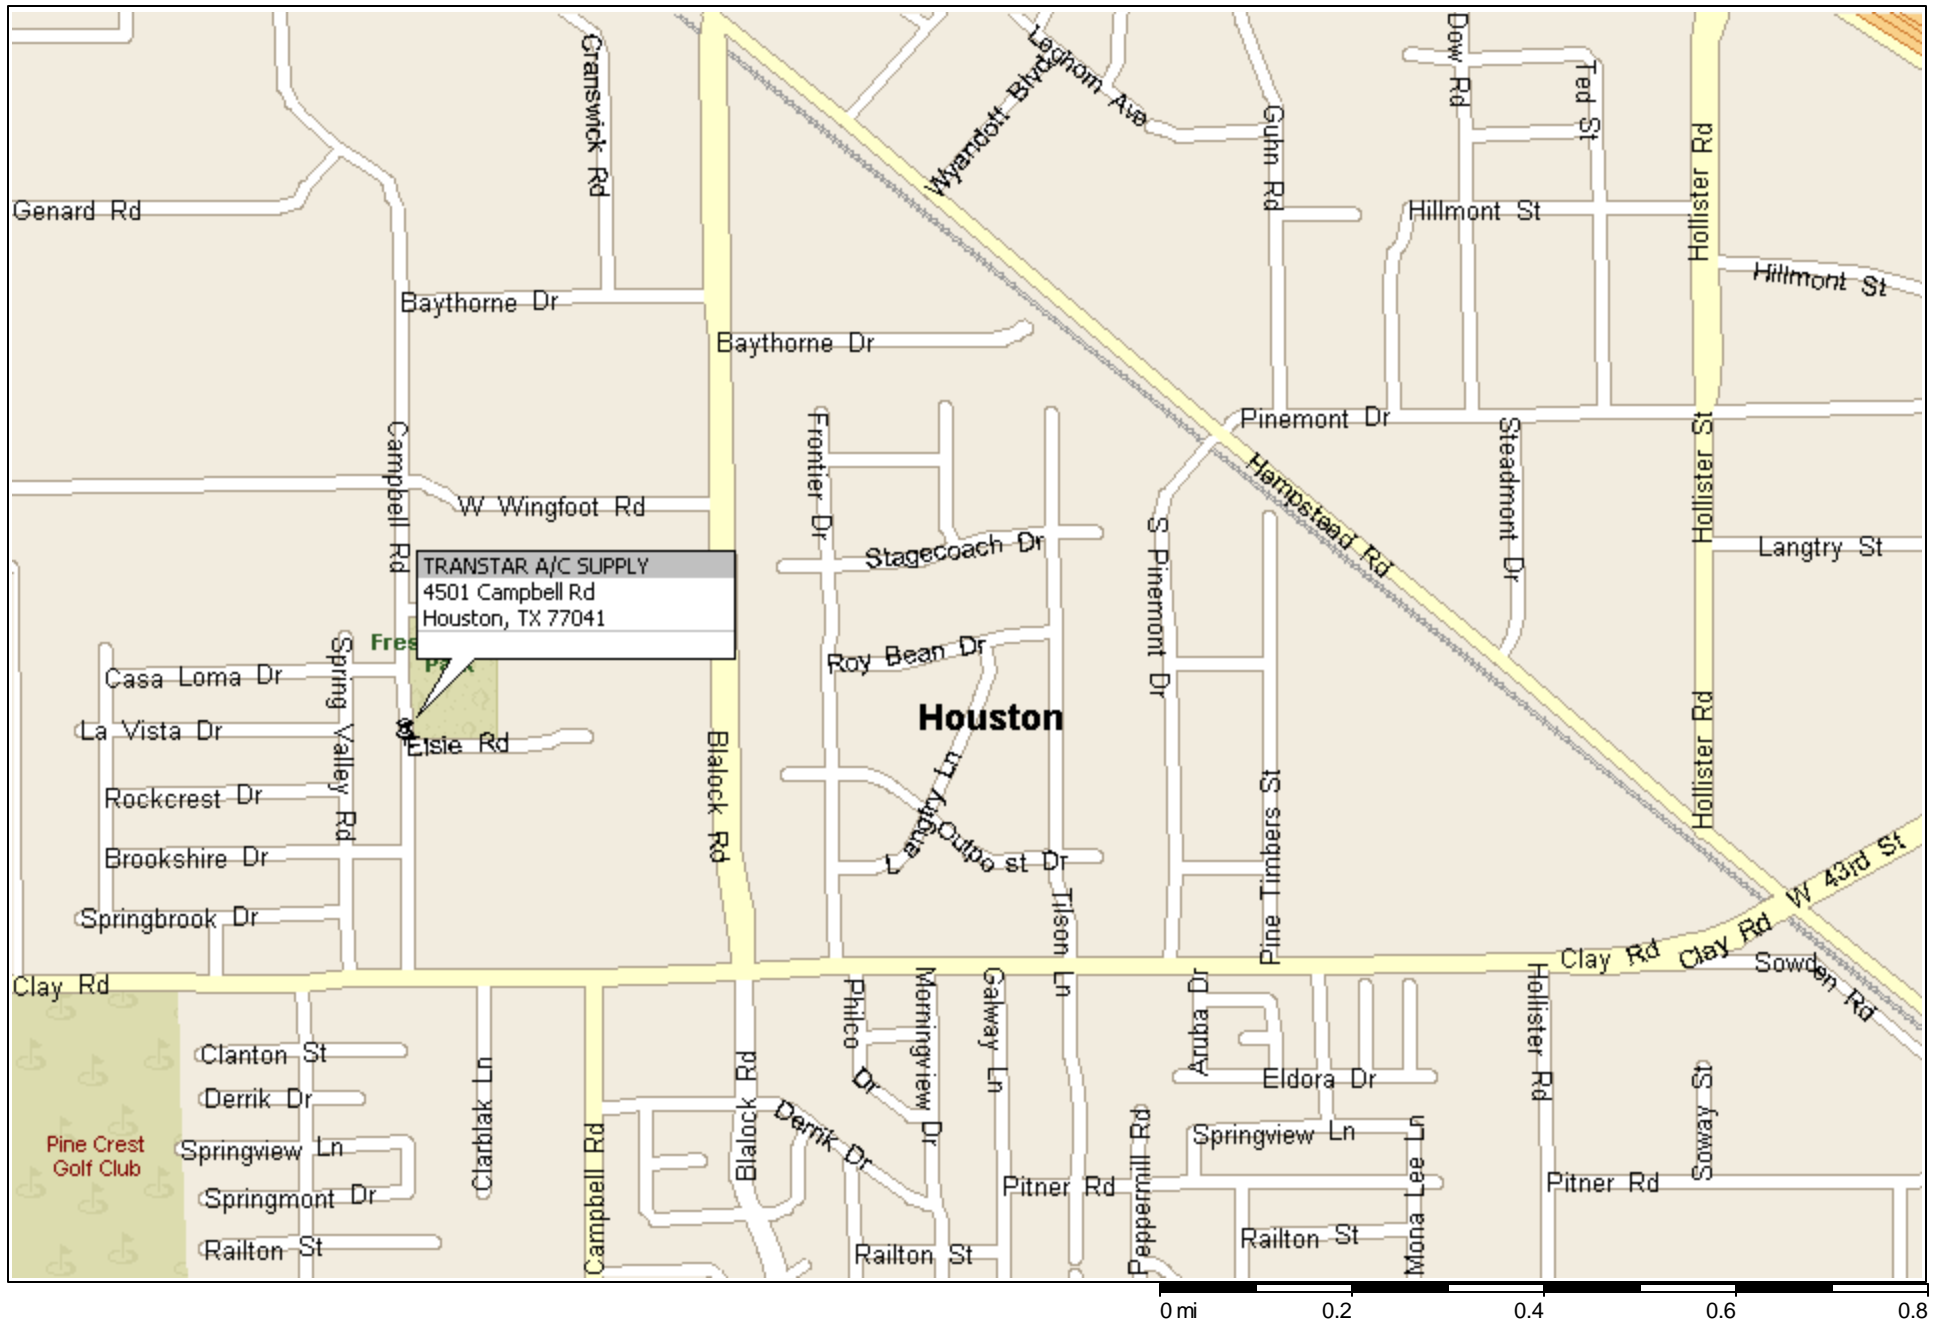 Cranswick Rd
Leghorn Ave
Wyandott Blvd
Guhn Rd
Dow Rd
Ted St
Hollister Rd
Genard Rd
Hillmont St
Hillmont St
Baythorne Dr
Baythorne Dr
Campbell Rd
Frontier Dr
Pinemont Dr
Steadmont Dr
Hollister St
W Wingfoot Rd
Hempstead Rd
Stagecoach Dr
S Pinemont Dr
Langtry St
TRANSTAR A/C SUPPLY
4501 Campbell Rd
Houston, TX 77041
Fres
Park
Spring Valley Rd
Casa Loma Dr
Roy Bean Dr
Houston
La Vista Dr
Elsie Rd
Blalock Rd
Hollister Rd
Rockcrest Dr
Langtry Ln
Pine Timbers St
Outpost Dr
Brookshire Dr
W 43rd St
Springbrook Dr
Tilson Ln
Clay Rd
Clay Rd
Clay Rd
Sowden Rd
Philco Dr
Morningview Dr
Galway Ln
Aruba Dr
Hollister Rd
Clanton St
Clarblak Ln
Blalock Rd
Eldora Dr
Soway St
Derrik Dr
Derrik Dr
Pine Crest
Golf Club
Springview Ln
Campbell Rd
Peppermill Rd
Springview Ln
Mona Lee Ln
Springmont Dr
Pitner Rd
Pitner Rd
Railton St
Railton St
Railton St
0 mi 0.2 0.4 0.6 0.8